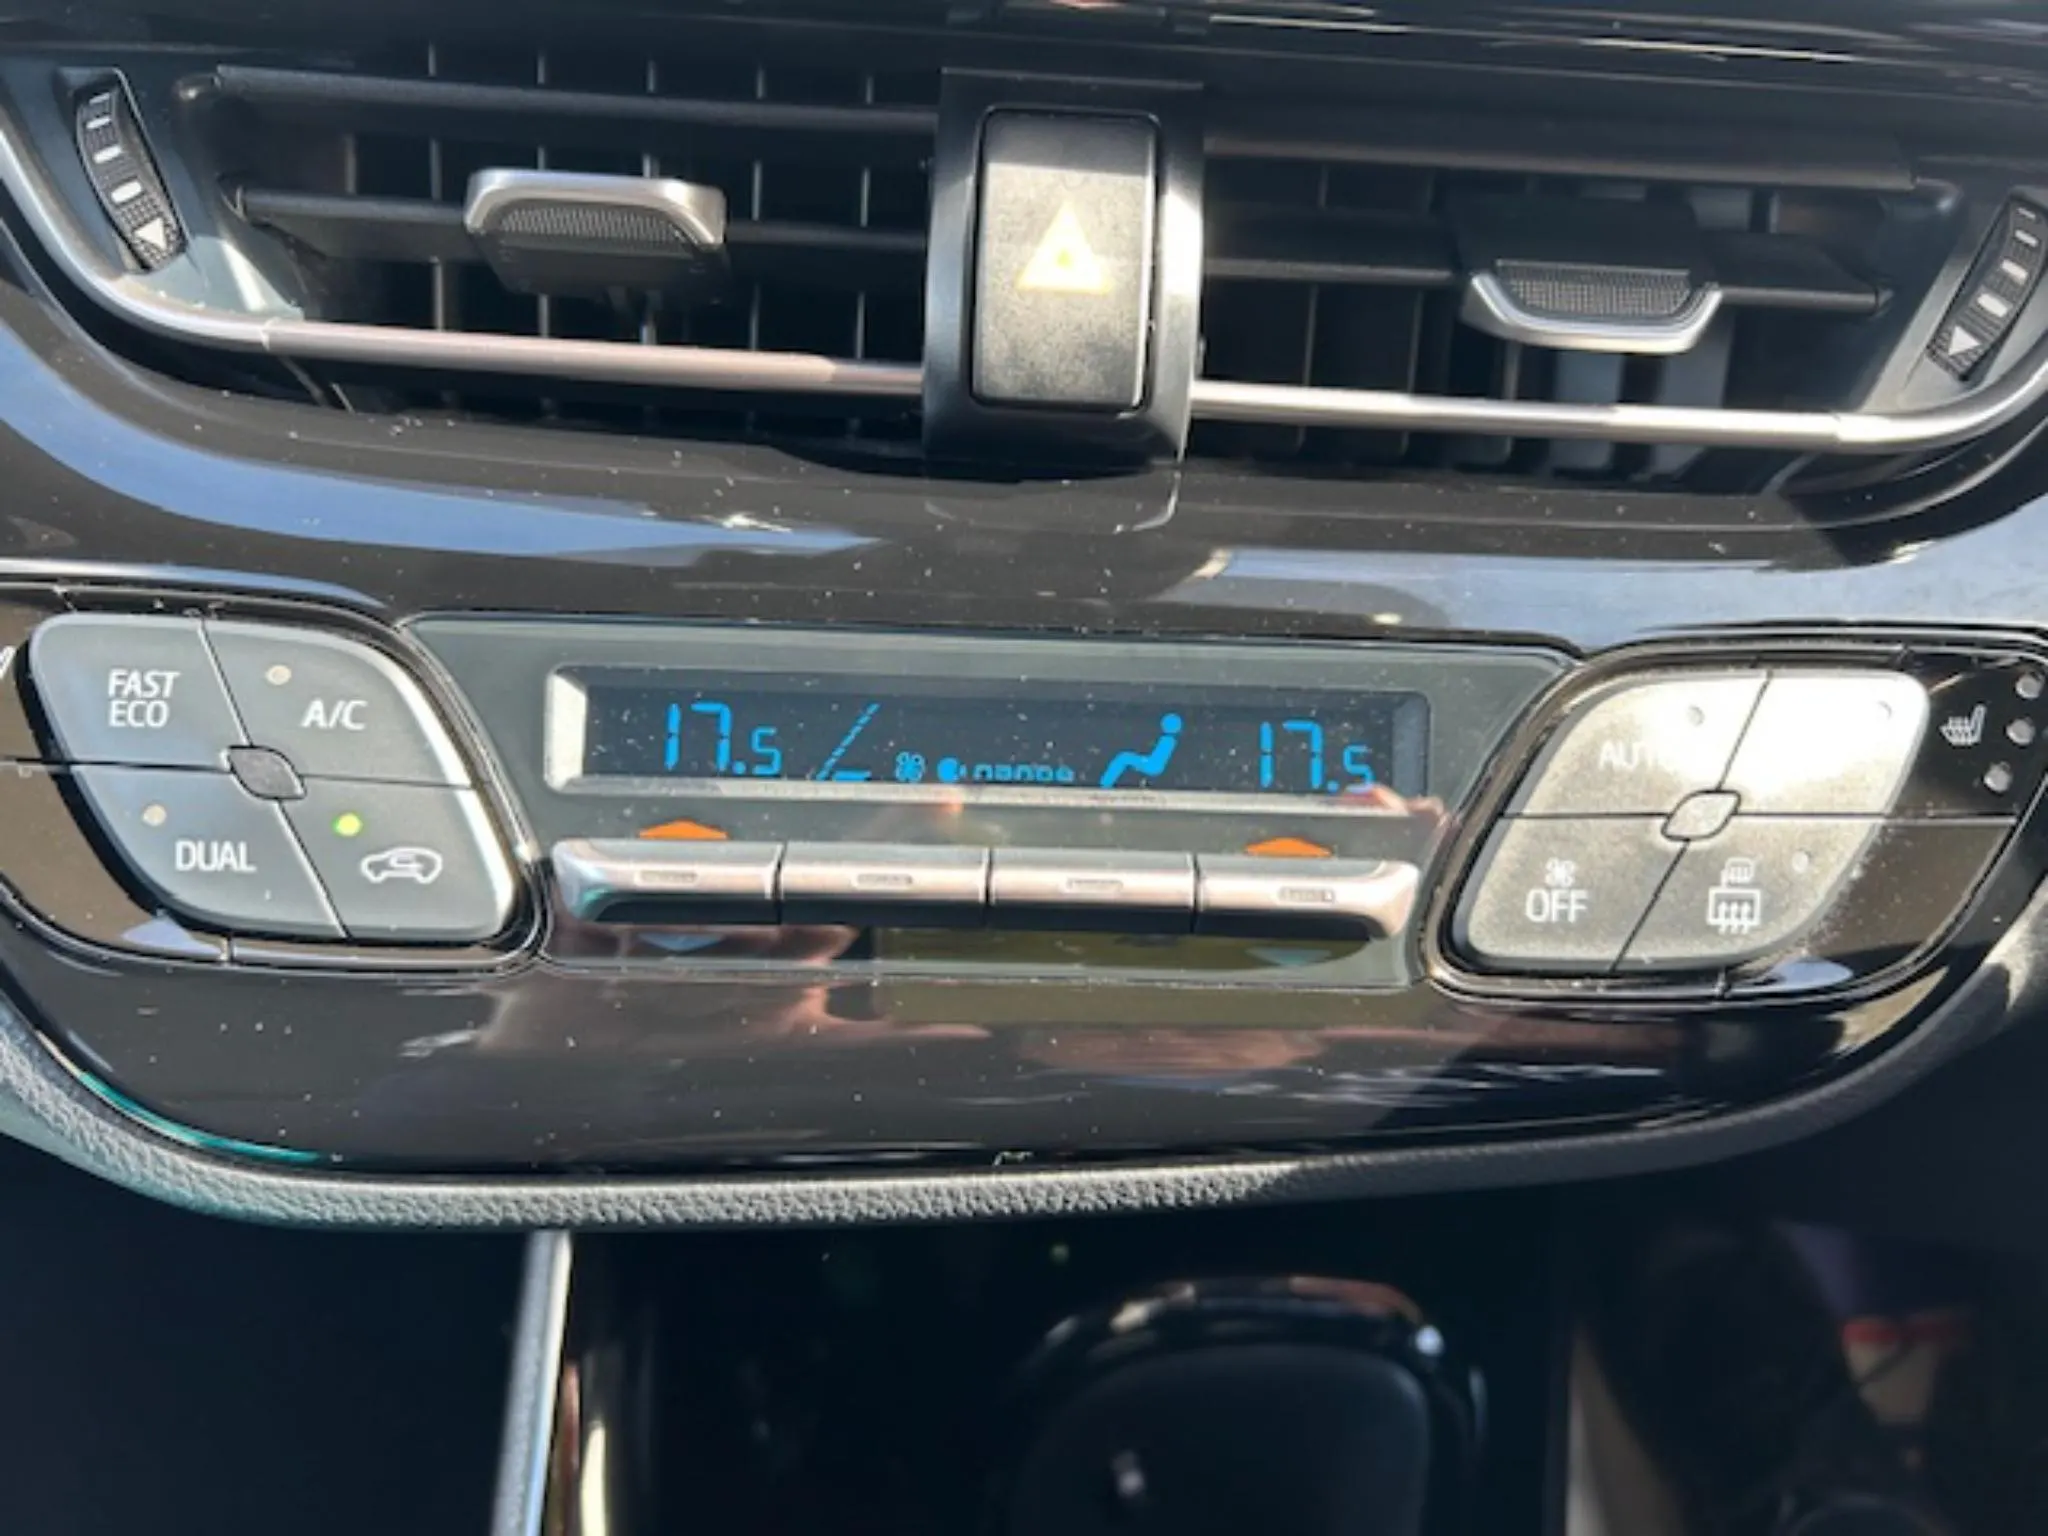 FAST
ECO
A/C
17.5
17.5
AUTO
DUAL
OFF